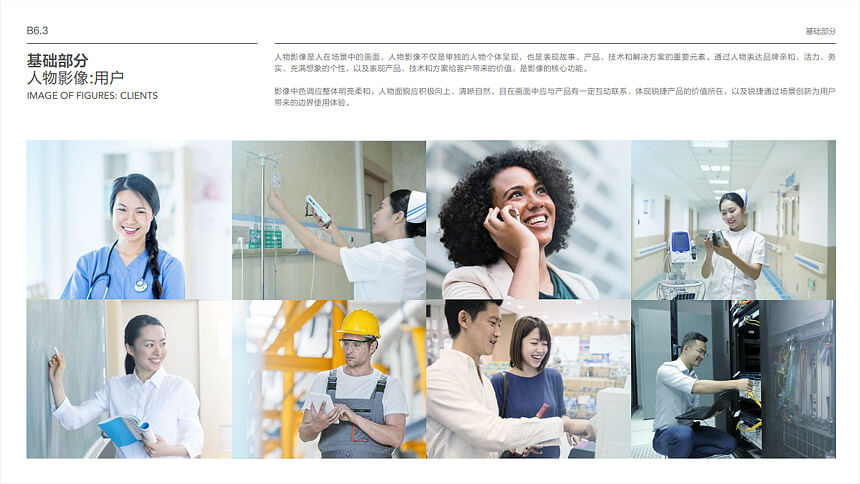 B6.3
基础部分
基础部分
人物影像:用户
IMAGE OF FIGURES: CLIENTS
人物影像是人在场景中的画面，人物影像不仅是单独的人物个体呈现，也是表现故事，产品、技术和解决方案的重要元素。通过人物表达品牌亲和、活力、务
实、充满想象的个性，以及表现产品，技术和方案给客户带来的价值，是影像的核心功能。
影像中色调应整体明亮柔和，人物面貌应积极向上、清晰自然，且在画面中应与产品有一定互动联系，体现锐捷产品的价值所在，以及锐捷通过场景创新为用户
带来的边界使用体验。